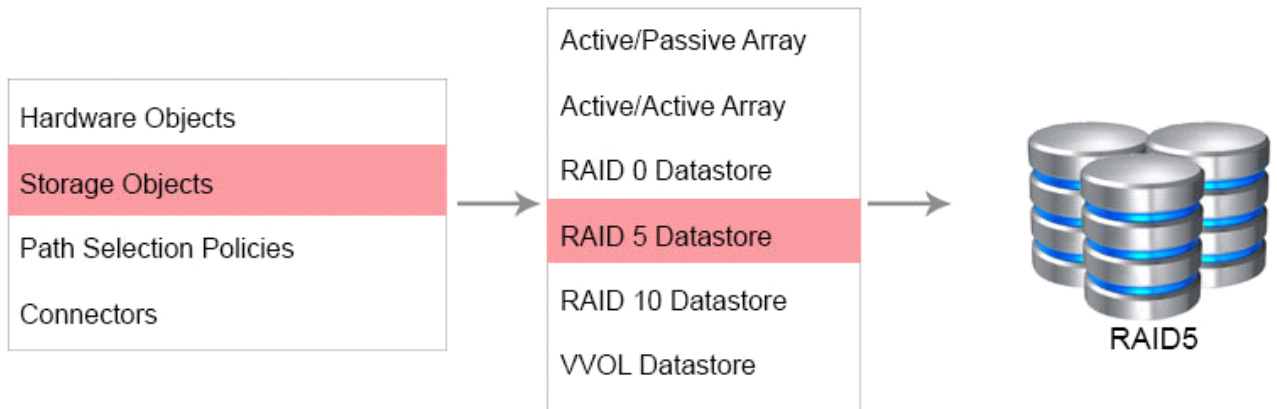 Hardware Objects
Storage Objects
Path Selection Policies
Connectors
Active/Passive Array
Active/Active Array
RAID 0 Datastore
RAID 5 Datastore
RAID 10 Datastore
VVOL Datastore
RAID5